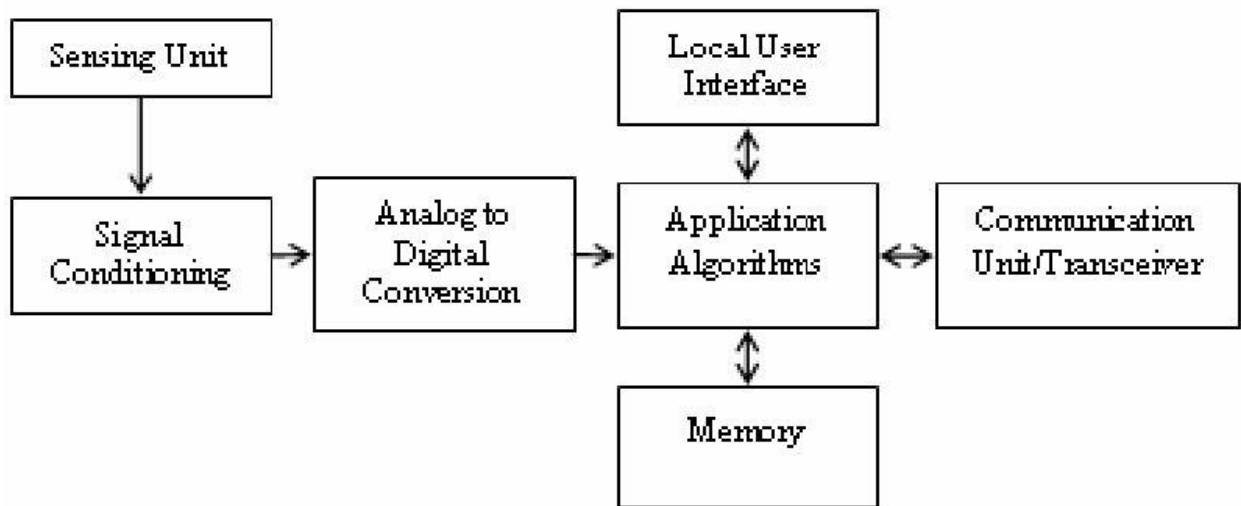 Sensing Unit
Local User
Interface
Signal
Conditioning
Analog to
Digital
Conversion
Application
Algorithms
Communication
Unit/Transceiver
Memory